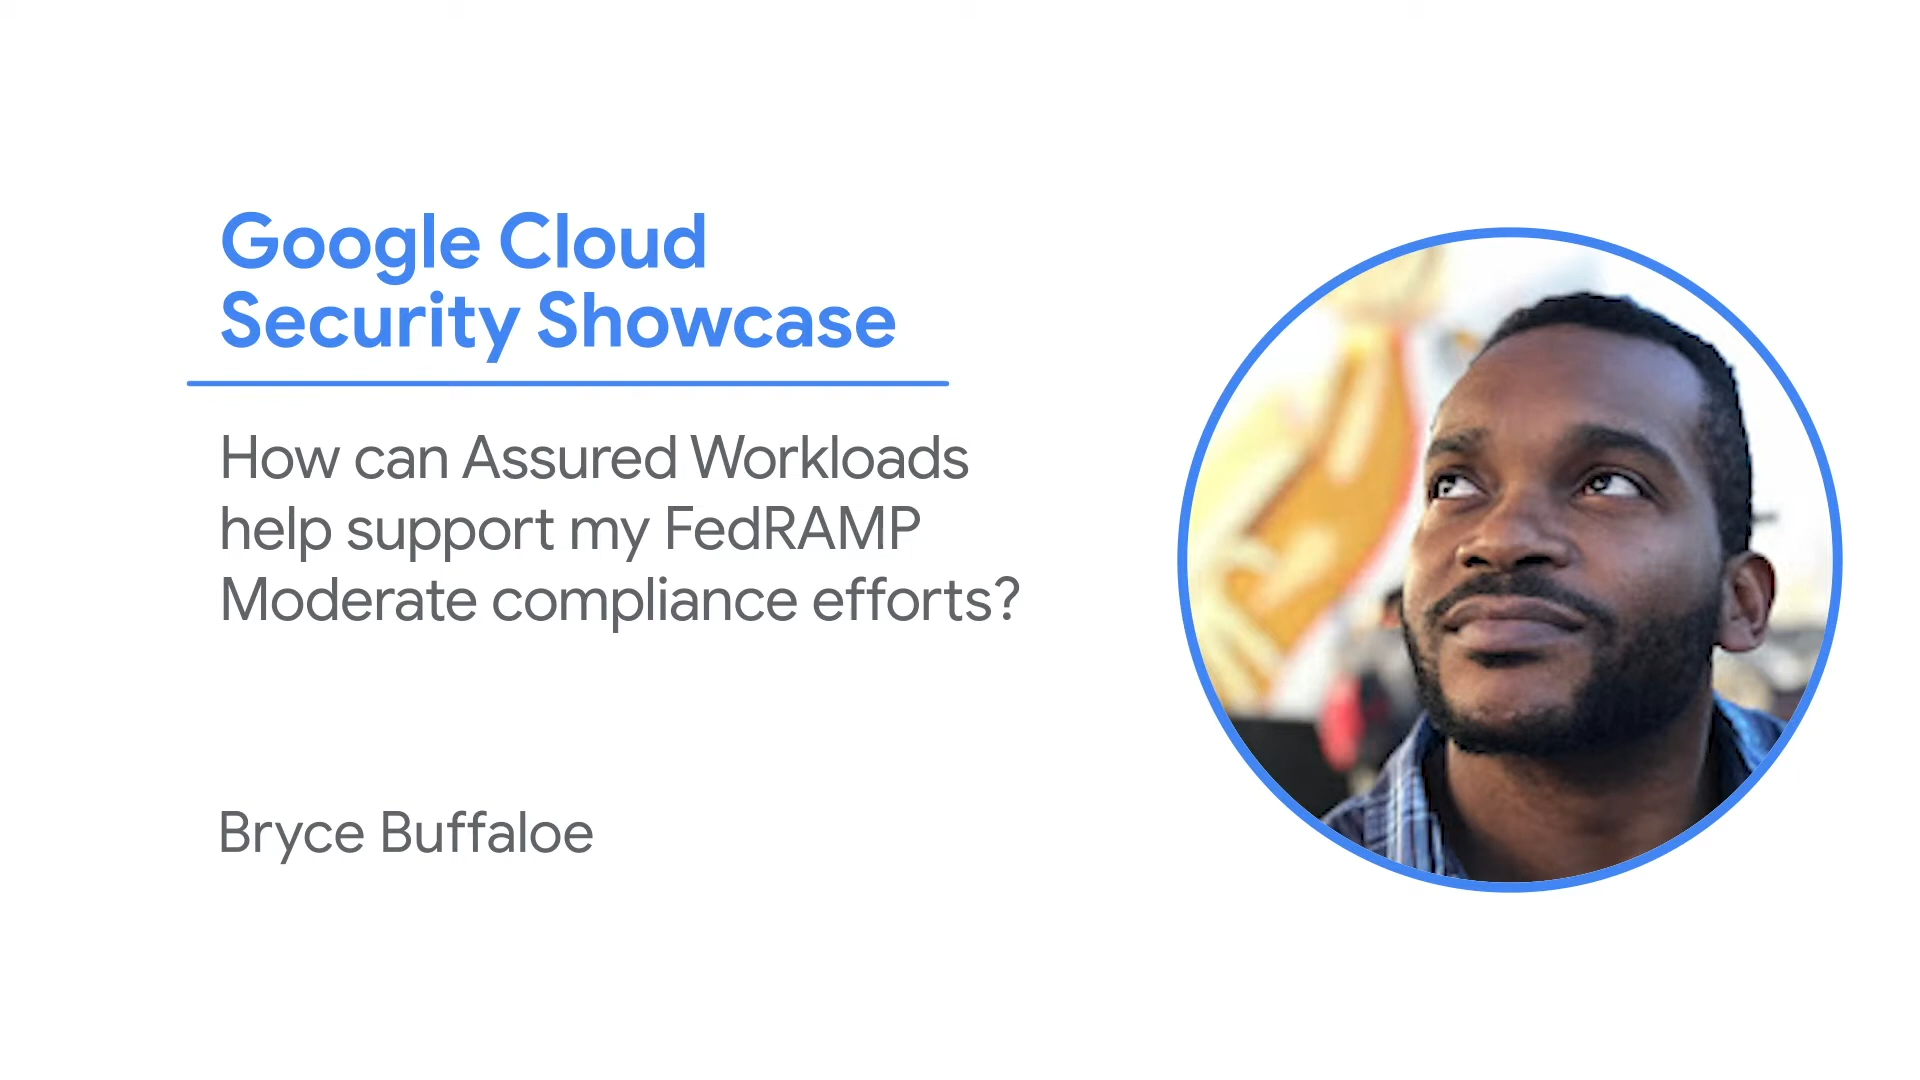 Google Cloud
Security Showcase
How can Assured Workloads
help support my FedRAMP
Moderate compliance efforts?
Bryce Buffaloe